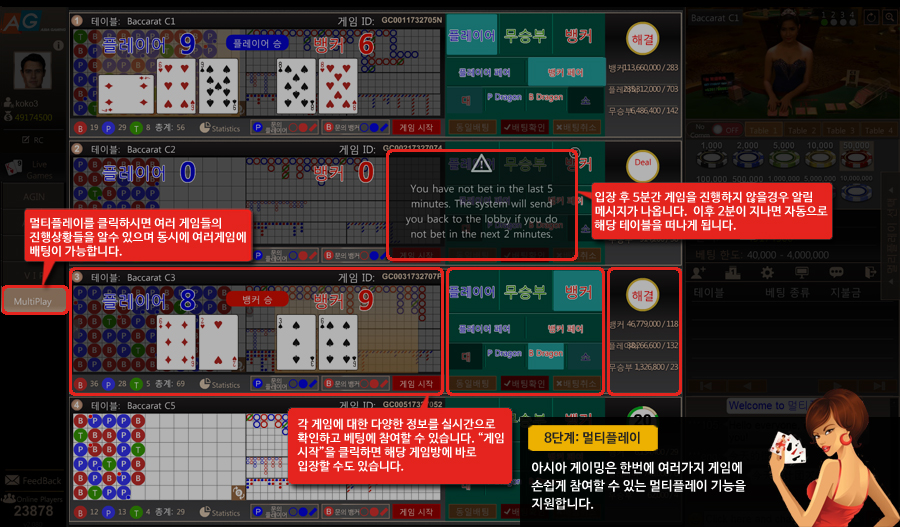 AG
1 테이블: Baccarat C1 게임 ID: GC0011732705N
플레이어 9 플레이어 승 뱅커 6
B 19 P 29 T 8 총계: 56 Statistics
P 문의 플레이어
B 문의 뱅커
게임 시작
플레이어 무승부 뱅커
플레이어 페어 뱅커 페어
P Dragon B Dragon
동일배팅 ✔배팅확인 ✖배팅취소
해결
뱅커 113,660,000 / 283
무승부 6,486,400 / 142
Baccarat C1
koko3
49174500
RC
Live Games
AGIN
V.I.P
MultiPlay
FeedBack
Online Players
23878
2 테이블: Baccarat C2
플레이어 0 뱅커 0
Deal
You have not bet in the last 5
minutes. The system will send
you back to the lobby if you do
not bet in the next 2 minutes.
입장 후 5분간 게임을 진행하지 않을경우 알림
메시지가 나옵니다. 이후 2분이 지나면 자동으로
해당 테이블을 떠나게 됩니다.
멀티플레이를 클릭하시면 여러 게임들의
진행상황들을 알수 있으며 동시에 여러게임에
배팅이 가능합니다.
No Comm. OFF Table 1 Table 2 Table 3 Table 4
1,000 5,000 10,000 50,000
100,000 500,000
배팅 한도 40,000 - 4,000,000
테이블 배팅 종류 지불금
3 테이블: Baccarat C3 게임 ID: GC0031732707P
플레이어 8 뱅커 승 뱅커 9
B 36 P 28 T 5 총계: 69 Statistics
P 문의 플레이어
B 문의 뱅커
게임 시작
플레이어 무승부 뱅커
플레이어 페어 뱅커 페어
P Dragon B Dragon
동일배팅 ✔배팅확인 ✖배팅취소
해결
뱅커 46,779,000 / 118
무승부 1,326,800 / 23
4 테이블: Baccarat C5
B 12 P 13 T 4 총계: 29 Statistics
각 게임에 대한 다양한 정보를 실시간으로
확인하고 베팅에 참여할 수 있습니다. “게임
시작”을 클릭하면 해당 게임방에 바로
입장할 수도 있습니다.
Welcome to
8단계: 멀티플레이
아시아 게이밍은 한번에 여러가지 게임에
손쉽게 참여할 수 있는 멀티플레이 기능을
지원합니다.